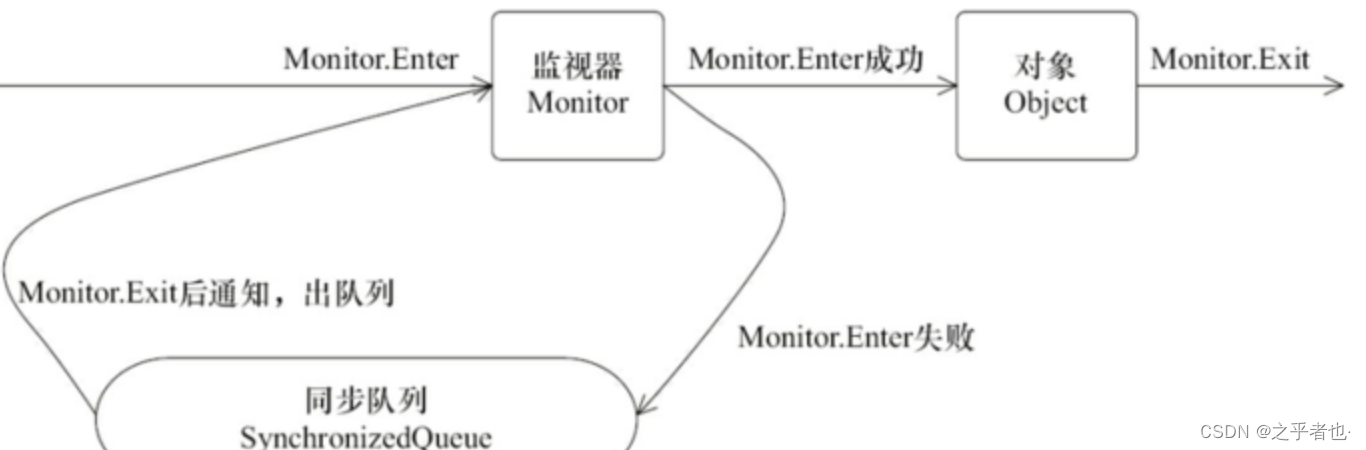 Monitor.Enter
监视器
Monitor
Monitor.Enter成功
对象
Object
Monitor.Exit
Monitor.Exit后通知，出队列
Monitor.Enter失败
同步队列
SynchronizedQueue
CSDN @之乎者也·